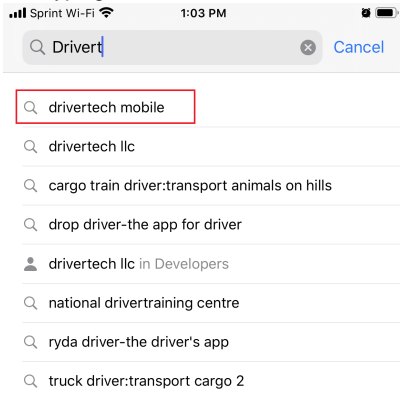 Sprint Wi-Fi 1:03 PM
Drivert Cancel
drivertech mobile
drivertech llc
cargo train driver:transport animals on hills
drop driver-the app for driver
drivertech llc in Developers
national drivertraining centre
ryda driver-the driver's app
truck driver:transport cargo 2